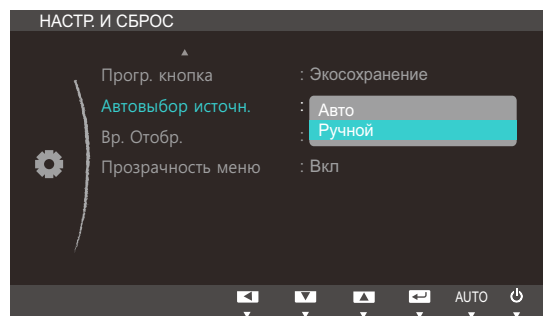 НАСТР. И СБРОС
Прогр. кнопка : Экосохранение
Автовыбор источн. : Авто
Ручной
Вр. Отобр. :
Прозрачность меню : Вкл
AUTO